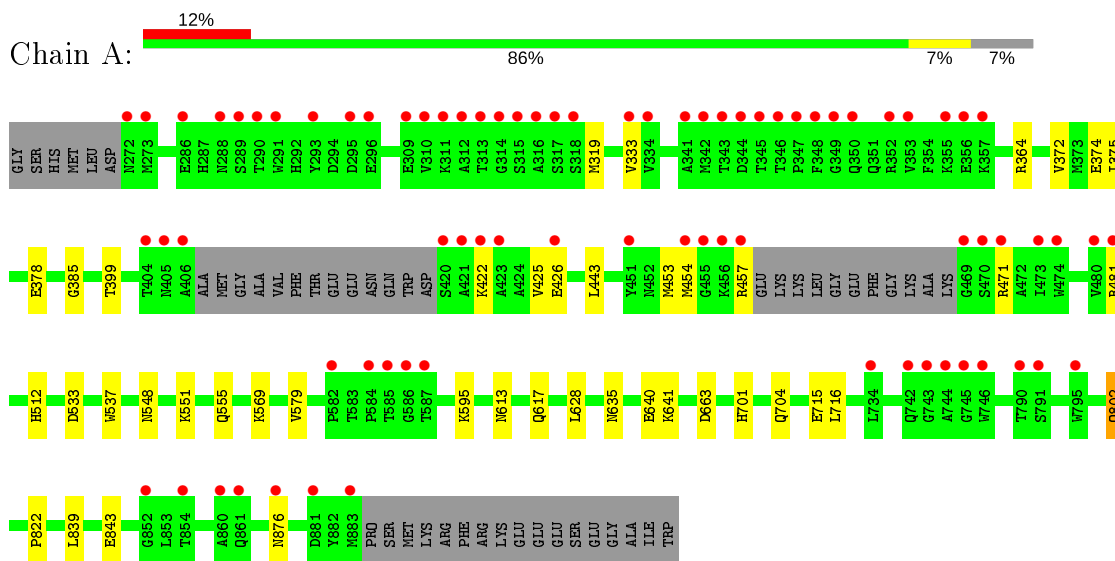 12%
Chain A:
86% 7% 7%
GLY SER HIS MET LEU ASP N272 M273 E286 H287 N288 S289 T290 W291 H292 Y293 D294 D295 E296 E309 V310 K311 A312 T313 G314 S315 A316 S317 S318 M319 V333 V334 A341 M342 T343 D344 T345 T346 P347 F348 G349 Q350 Q351 R352 V353 F354 K355 E356 K357 R364 V372 M373 E374
E378 G385 T399 T404 N405 A406 ALA MET GLY ALA VAL PHE THR GLU GLU ASN GLN TRP ASP S420 A421 K422 A423 A424 V425 E426 L443 Y451 N452 M453 M454 G455 K456 R457 GLU LYS LYS LEU GLY GLU PHE GLY LYS ALA LYS G469 S470 R471 A472 I473 W474 V480 R481
H512 D533 W537 N548 K551 Q555 K569 V579 P582 T583 P584 T585 G586 T587 K595 N613 Q617 L628 N635 E640 K641 D663 H701 Q704 E715 L716 L734 Q742 G743 A744 G745 W746 T790 S791 W795
P822 L839 E843 G852 L853 T854 A860 Q861 N876 D881 Y882 M883 PRO SER MET LYS ARG PHE ARG LYS GLU GLU GLU SER GLU GLY ALA ILE TRP